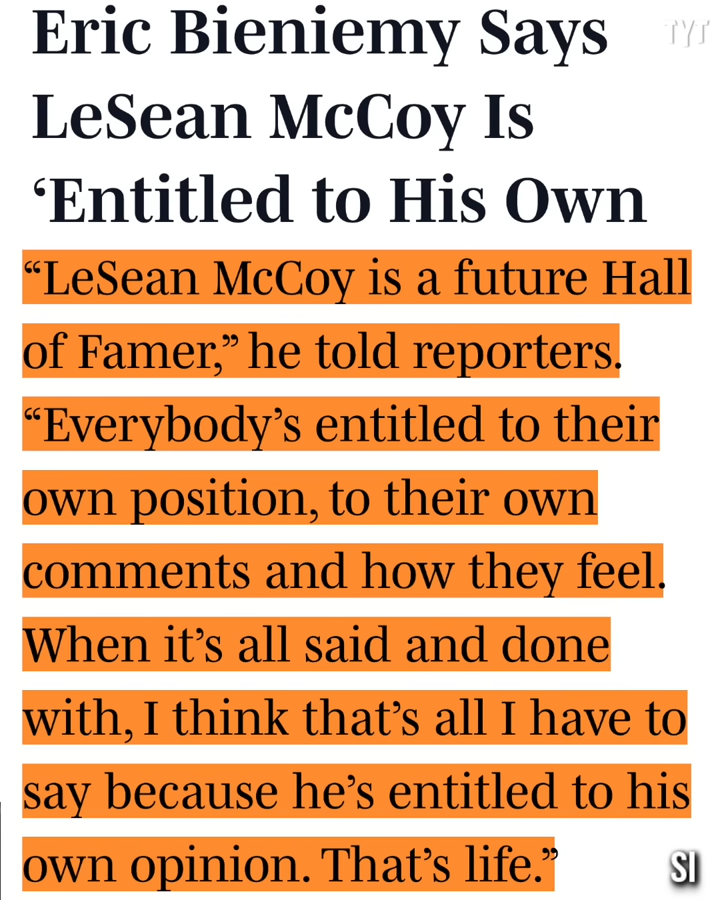 Eric Bieniemy Says
TYT
LeSean McCoy Is
‘Entitled to His Own
“LeSean McCoy is a future Hall
of Famer,” he told reporters.
“Everybody’s entitled to their
own position, to their own
comments and how they feel.
When it’s all said and done
with, I think that’s all I have to
say because he’s entitled to his
own opinion. That’s life.”
SI